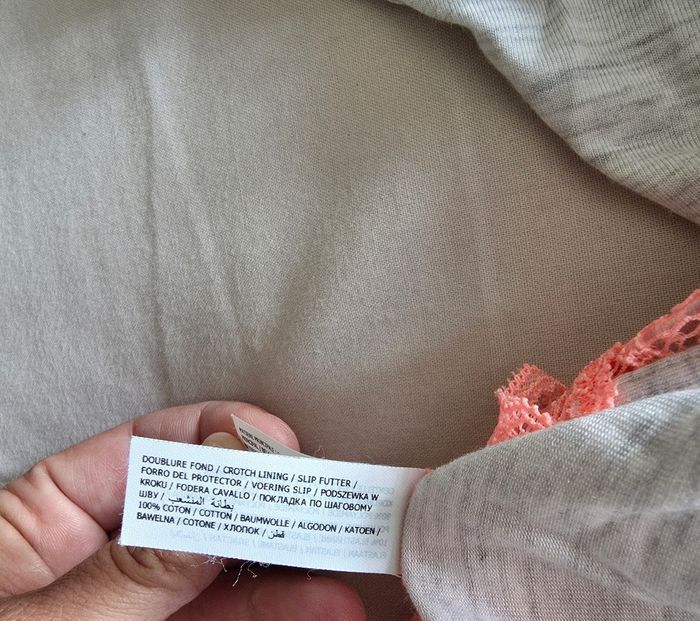 DOUBLURE FOND / CROTCH LINING / SLIP FUTTER /
FORRO DEL PROTECTOR / VOERING SLIP / PODSZEWKA W
KROKU / FODERA CAVALLO / ПОКЛАДКА ПО ШАГОВОМУ
ШВУ / بطانة المنشعب
100% COTON / COTTON / BAUMWOLLE / ALGODON / KATOEN /
BAWELNA / COTONE / ХЛОПОК / قطن